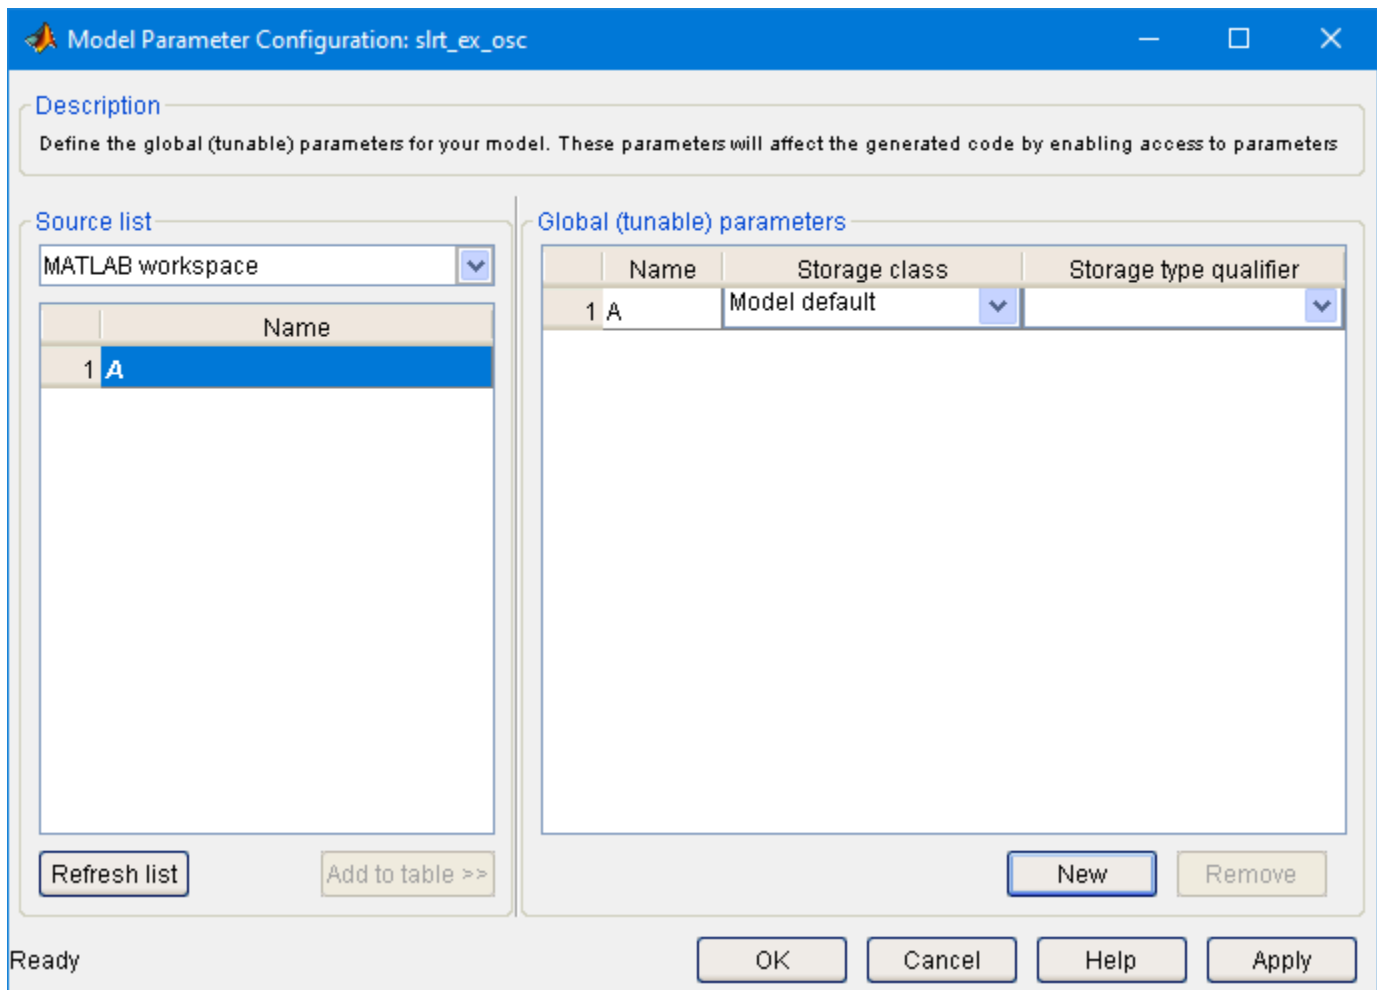 Model Parameter Configuration: slrt_ex_osc
Description
Define the global (tunable) parameters for your model. These parameters will affect the generated code by enabling access to parameters
Source list
MATLAB workspace
Name
1 A
Refresh list
Add to table >>
Global (tunable) parameters
Name Storage class Storage type qualifier
1 A Model default
New Remove
Ready
OK Cancel Help Apply